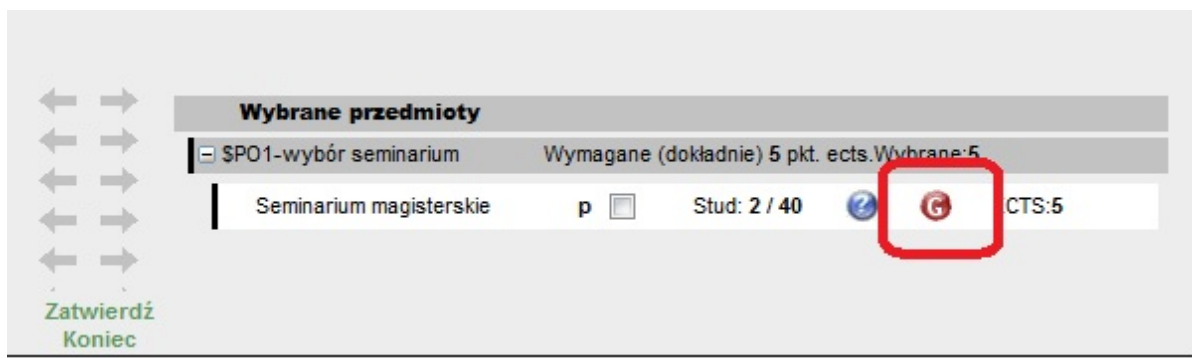 Wybrane przedmioty
$PO1-wybór seminarium Wymagane (dokładnie) 5 pkt. ects.Wybrane:5
Seminarium magisterskie p Stud: 2 / 40 ? G CTS:5
Zatwierdź
Koniec